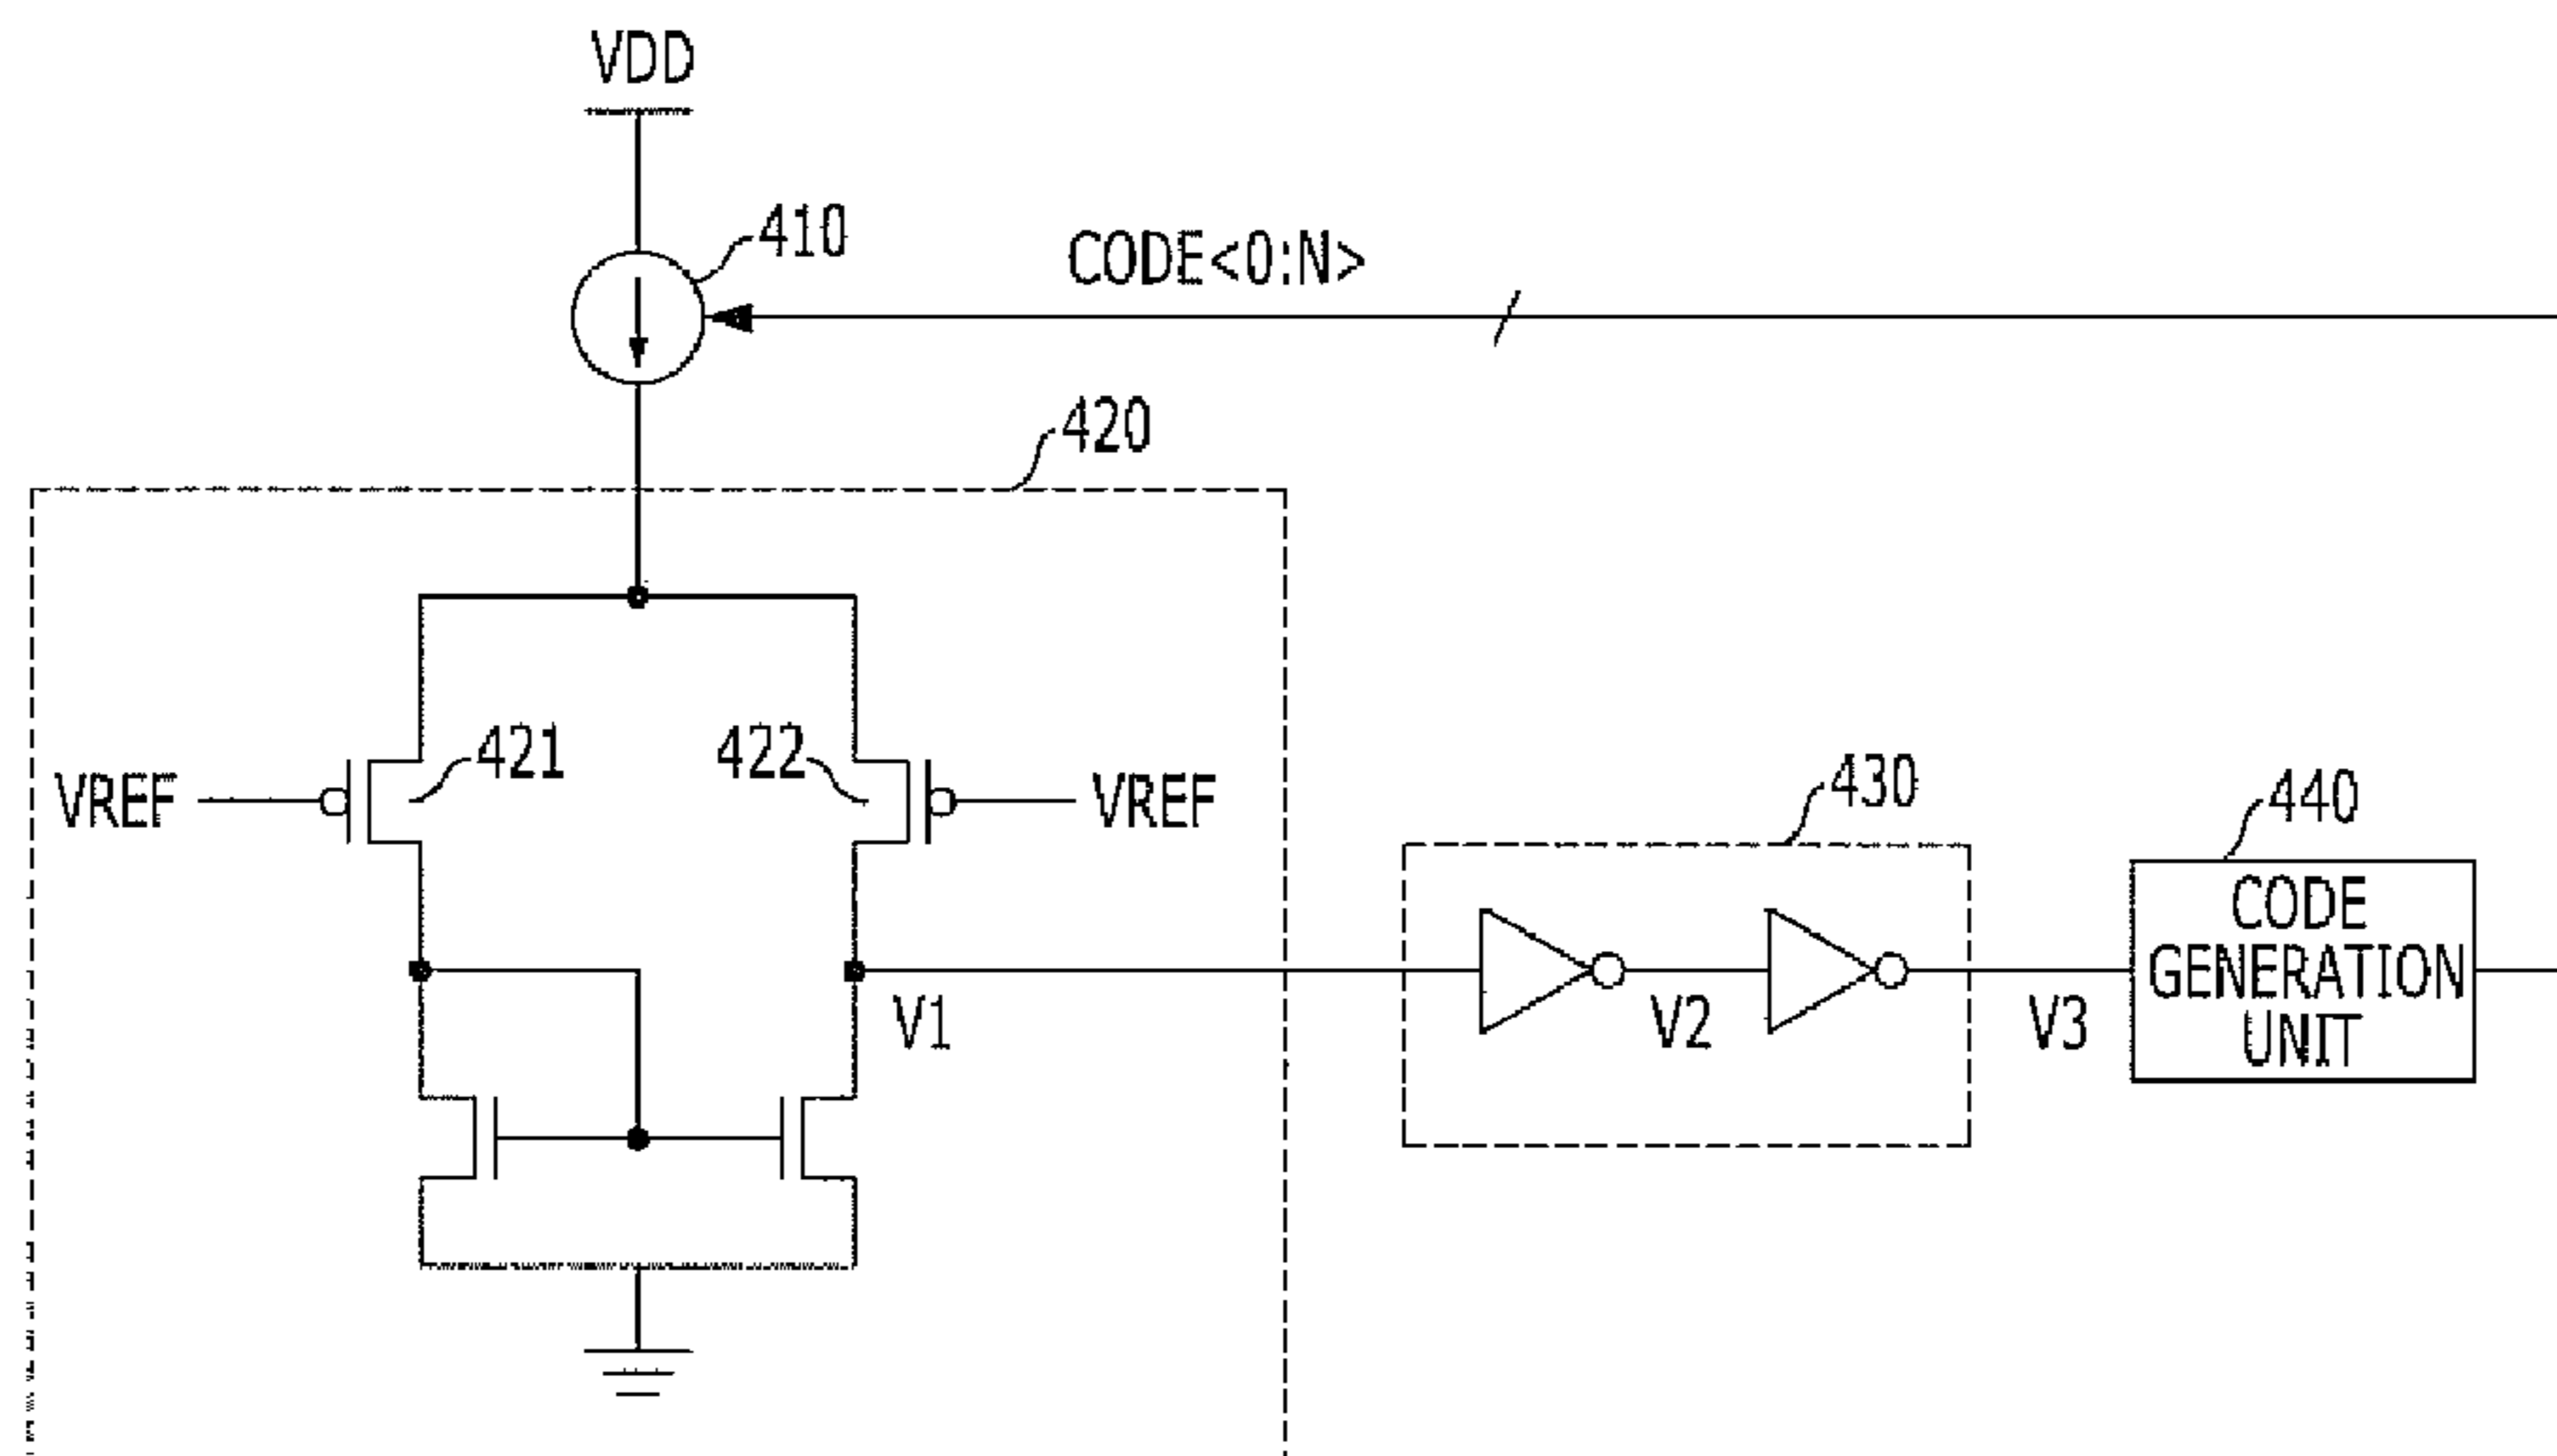 VDD
410
CODE<0:N>
420
421
422
VREF
VREF
430
440
CODE
GENERATION
UNIT
V1
V2
V3